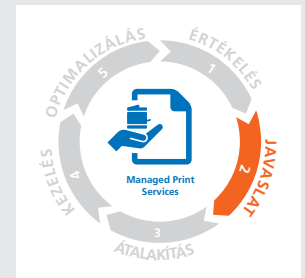 ÉRTÉKELÉS
1
JAVASLAT
2
ÁTALAKÍTÁS
3
KEZELÉS
4
OPTIMALIZÁLÁS
5
Managed Print
Services